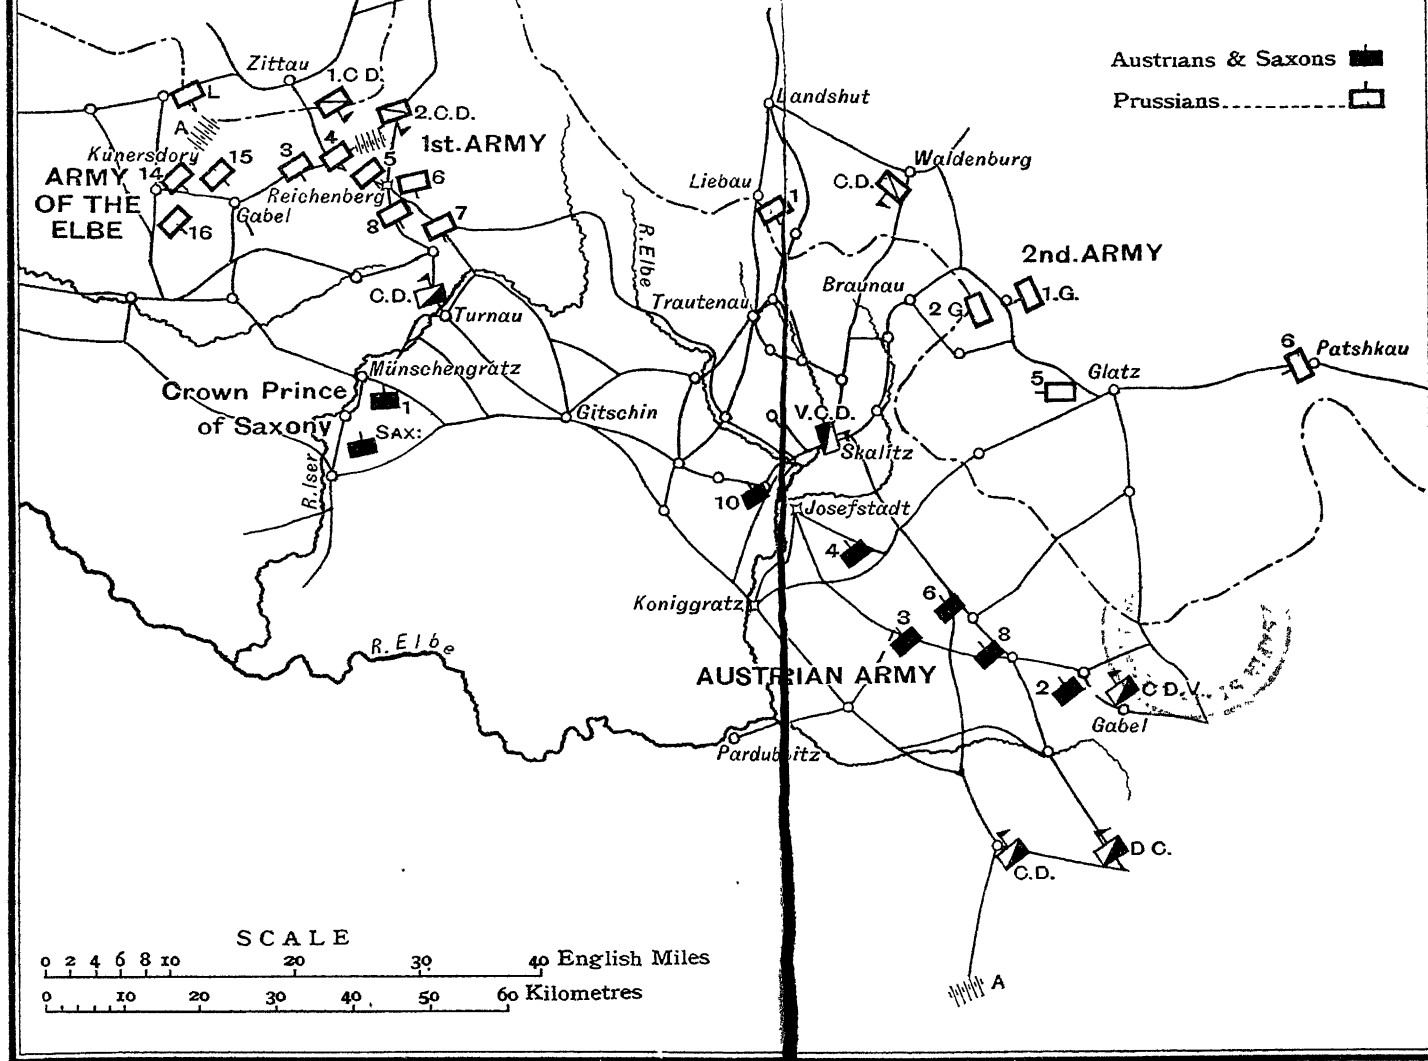 Austrians & Saxons
Prussians
Zittau
L
1.C D.
2.C.D.
A
4
1st.ARMY
Kunersdory
15
3
5
6
ARMY
OF THE
ELBE
14
Reichenberg
16
Gabel
8
7
C.D.
Turnau
Landshut
Waldenburg
C.D.
Liebau
1
R.Elbe
2nd.ARMY
Braunau
2 G.
1.G.
Trautenau
6
Patshkau
5
Glatz
Münschengratz
Crown Prince
of Saxony
1
SAX:
Gitschin
V.C.D.
Skalitz
R.Iser
10
Josefstadt
4
Koniggratz
6
3
8
R.Elbe
AUSTRIAN ARMY
2
C D.V.
Gabel
Pardubbitz
D C.
C.D.
A
SCALE
0 2 4 6 8 10 20 30 40 English Miles
0 10 20 30 40 50 60 Kilometres